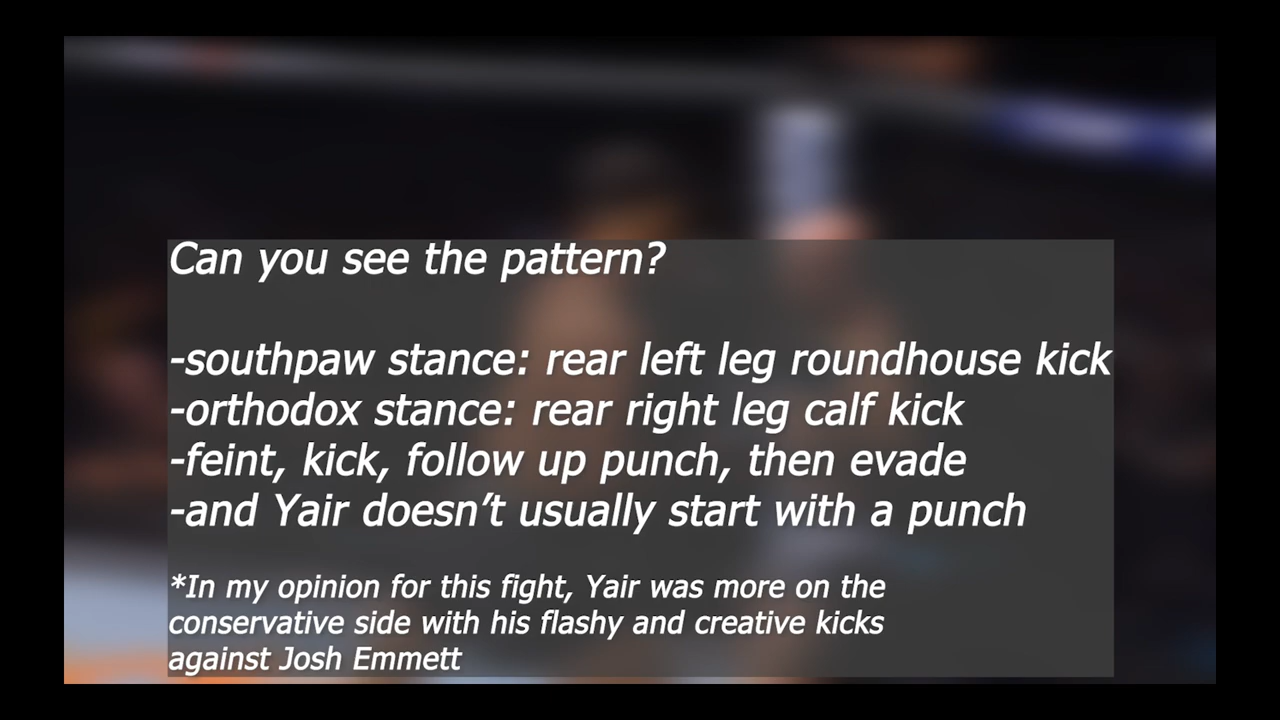 Can you see the pattern?
-southpaw stance: rear left leg roundhouse kick
-orthodox stance: rear right leg calf kick
-feint, kick, follow up punch, then evade
-and Yair doesn’t usually start with a punch
*In my opinion for this fight, Yair was more on the
conservative side with his flashy and creative kicks
against Josh Emmett